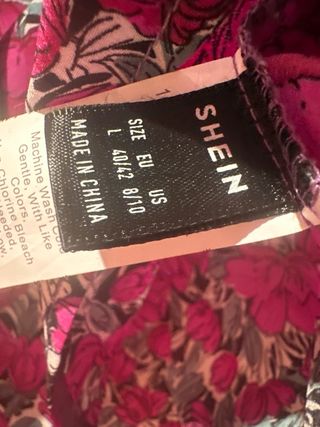 SHEIN
SIZE EU US
L 40/42 8/10
MADE IN CHINA
Machine Wash
Gentle, With Like
Colors, Bleach
Chlorine